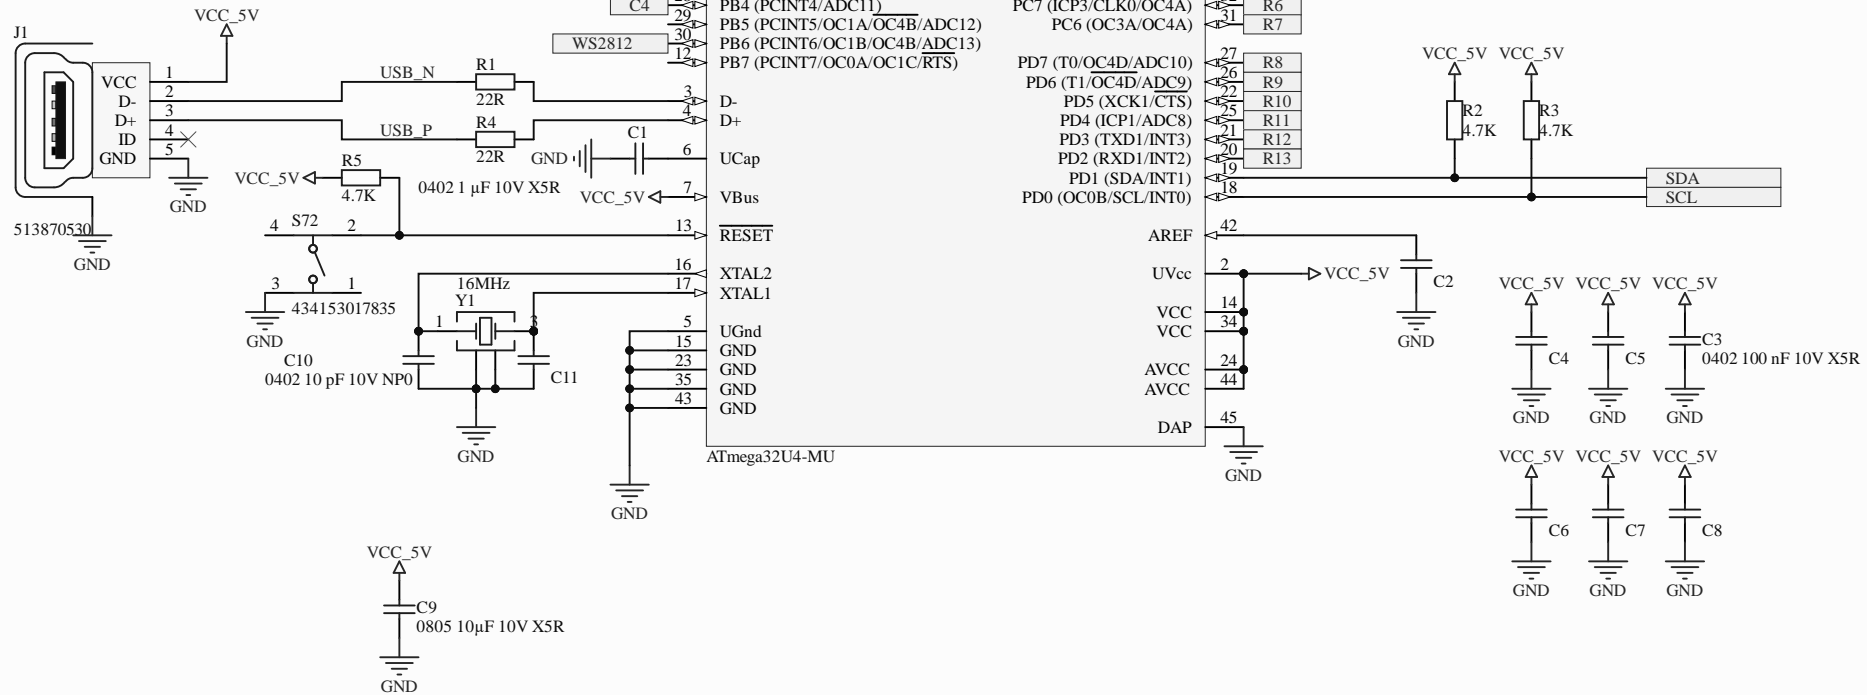 J1
VCC_5V
VCC 1
D- 2
D+ 3
ID 4
GND 5
GND
513870530
GND
USB_N
R1
22R
USB_P
R4
22R
R5
VCC_5V
4.7K
GND
C1
0402 1 µF 10V X5R
VCC_5V
S72
4
2
3
1
434153017835
GND
16MHz
Y1
1
3
C10
0402 10 pF 10V NP0
C11
GND
C4
WS2812
PB4 (PCINT4/ADC11)
29 PB5 (PCINT5/OC1A/OC4B/ADC12)
30 PB6 (PCINT6/OC1B/OC4B/ADC13)
12 PB7 (PCINT7/OC0A/OC1C/RTS)
3 D-
4 D+
6 UCap
7 VBus
13 RESET
16 XTAL2
17 XTAL1
5 UGnd
15 GND
23 GND
35 GND
43 GND
GND
ATmega32U4-MU
PC7 (ICP3/CLK0/OC4A) R6
PC6 (OC3A/OC4A) 31 R7
PD7 (T0/OC4D/ADC10) 27 R8
PD6 (T1/OC4D/ADC9) 26 R9
PD5 (XCK1/CTS) 22 R10
PD4 (ICP1/ADC8) 25 R11
PD3 (TXD1/INT3) 21 R12
PD2 (RXD1/INT2) 20 R13
PD1 (SDA/INT1) 19 SDA
PD0 (OC0B/SCL/INT0) 18 SCL
AREF 42
UVcc 2 VCC_5V
VCC 14
VCC 34
AVCC 24
AVCC 44
DAP 45
GND
VCC_5V VCC_5V
R2 R3
4.7K 4.7K
C2
GND
VCC_5V VCC_5V VCC_5V
C4 C5 C3
0402 100 nF 10V X5R
GND GND GND
VCC_5V VCC_5V VCC_5V
C6 C7 C8
GND GND GND
VCC_5V
C9
0805 10µF 10V X5R
GND